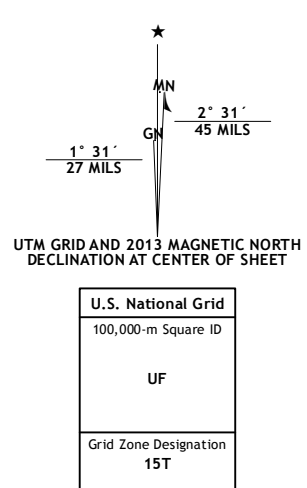 ★
MN
GN
2° 31´
45 MILS
1° 31´
27 MILS
UTM GRID AND 2013 MAGNETIC NORTH
DECLINATION AT CENTER OF SHEET
U.S. National Grid
100,000-m Square ID
UF
Grid Zone Designation
15T